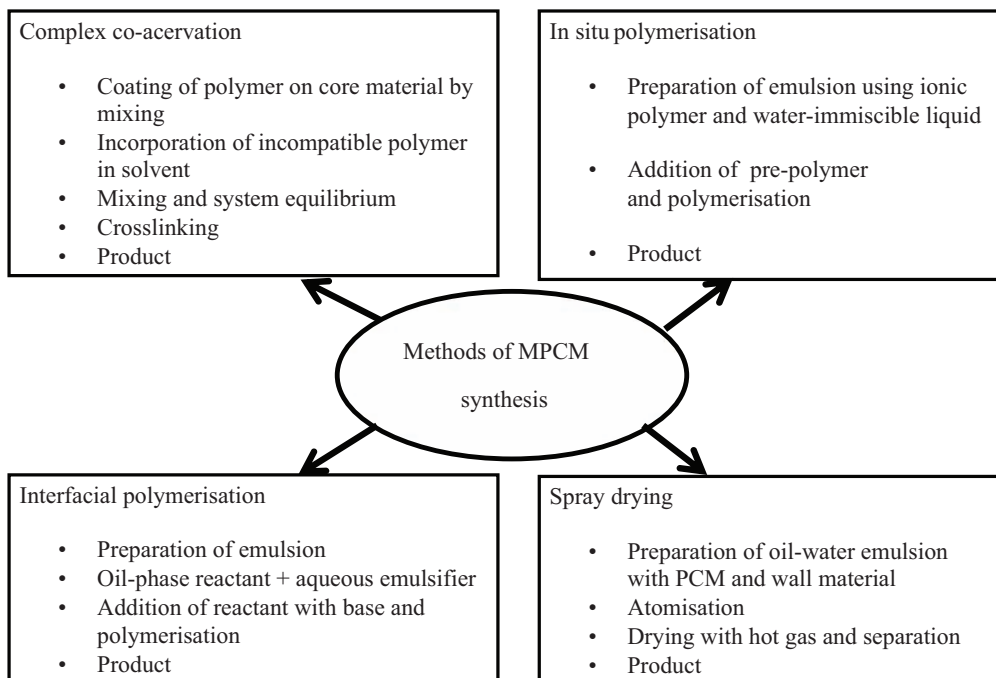 Complex co-acervation
• Coating of polymer on core material by
mixing
• Incorporation of incompatible polymer
in solvent
• Mixing and system equilibrium
• Crosslinking
• Product
In situ polymerisation
• Preparation of emulsion using ionic
polymer and water-immiscible liquid
• Addition of pre-polymer
and polymerisation
• Product
Methods of MPCM
synthesis
Interfacial polymerisation
• Preparation of emulsion
• Oil-phase reactant + aqueous emulsifier
• Addition of reactant with base and
polymerisation
• Product
Spray drying
• Preparation of oil-water emulsion
with PCM and wall material
• Atomisation
• Drying with hot gas and separation
• Product